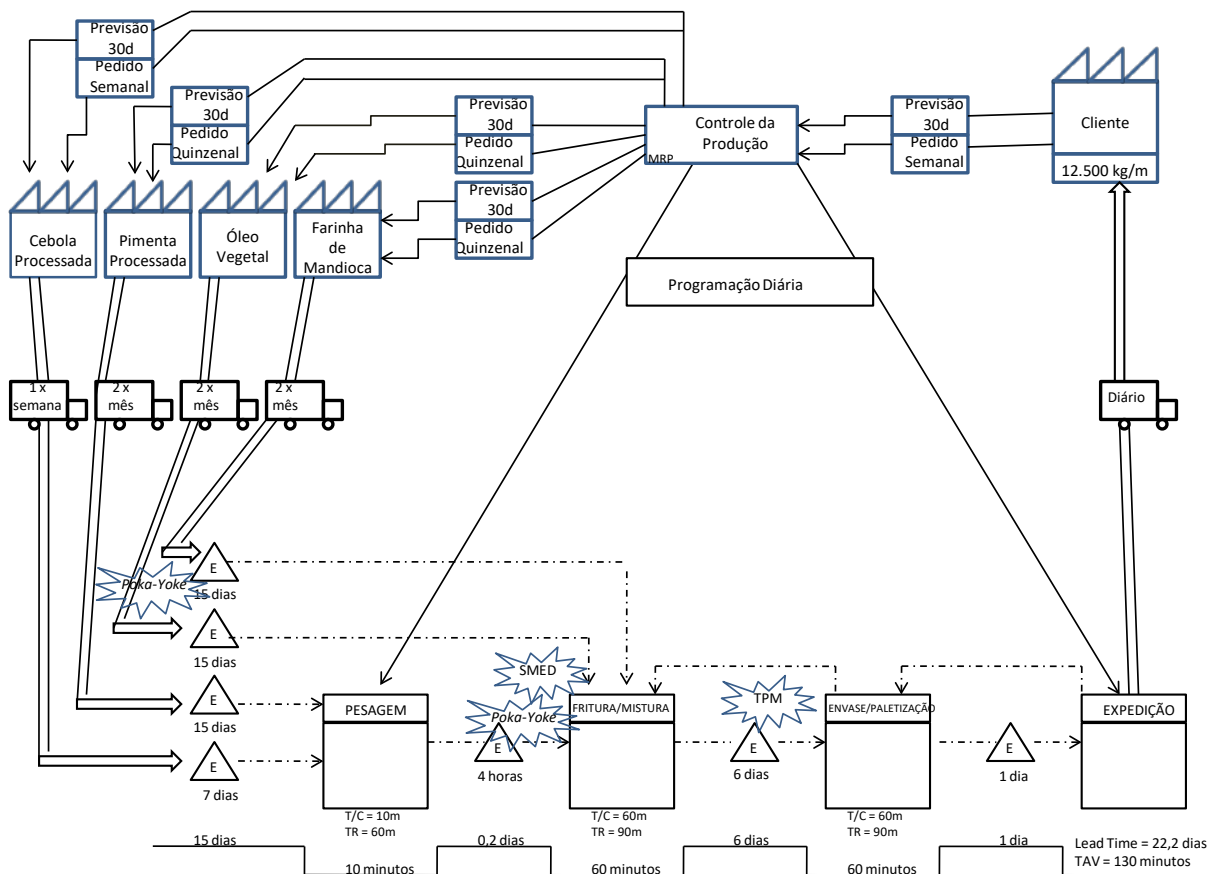 Previsão
30d
Pedido
Semanal
Previsão
30d
Pedido
Quinzenal
Previsão
30d
Pedido
Quinzenal
Previsão
30d
Pedido
Quinzenal
Controle da
Produção
MRP
Previsão
30d
Pedido
Semanal
Cliente
12.500 kg/m
Cebola
Processada
Pimenta
Processada
Óleo
Vegetal
Farinha
de
Mandioca
Programação Diária
1 x
semana
2 x
mês
2 x
mês
2 x
mês
Diário
E
Poka-Yoke
15 dias
E
15 dias
E
15 dias
E
7 dias
PESAGEM
T/C = 10m
TR = 60m
SMED
Poka-Yoke
E
4 horas
FRITURA/MISTURA
T/C = 60m
TR = 90m
TPM
E
6 dias
ENVASE/PALETIZAÇÃO
T/C = 60m
TR = 90m
E
1 dia
EXPEDIÇÃO
15 dias
10 minutos
0,2 dias
60 minutos
6 dias
60 minutos
1 dia
Lead Time = 22,2 dias
TAV = 130 minutos